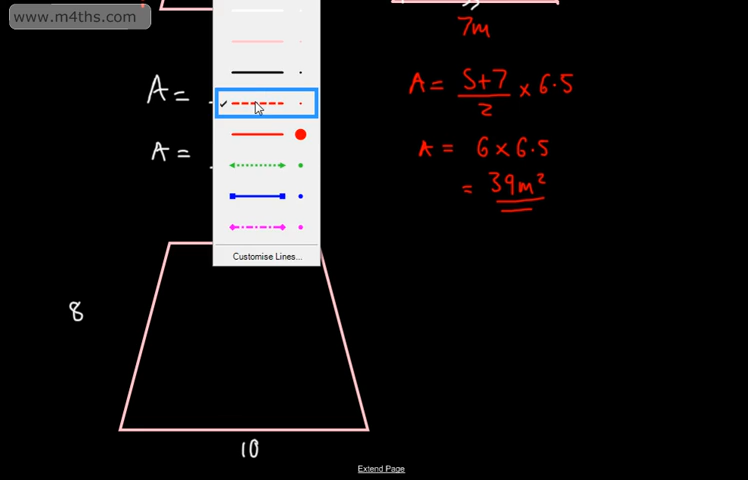 www.m4ths.com
7m
A = 5+7/2 × 6.5
A =
A = 6 × 6.5
A =
= 39m²
Customise Lines...
8
10
Extend Page